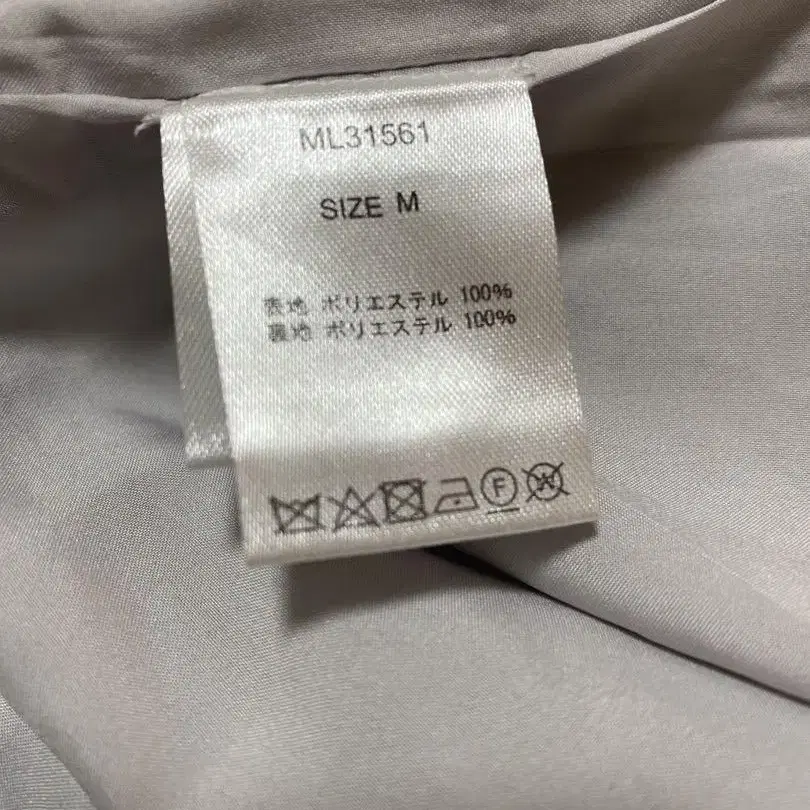 ML31561
SIZE M
表地 ポリエステル 100%
裏地 ポリエステル 100%
F W